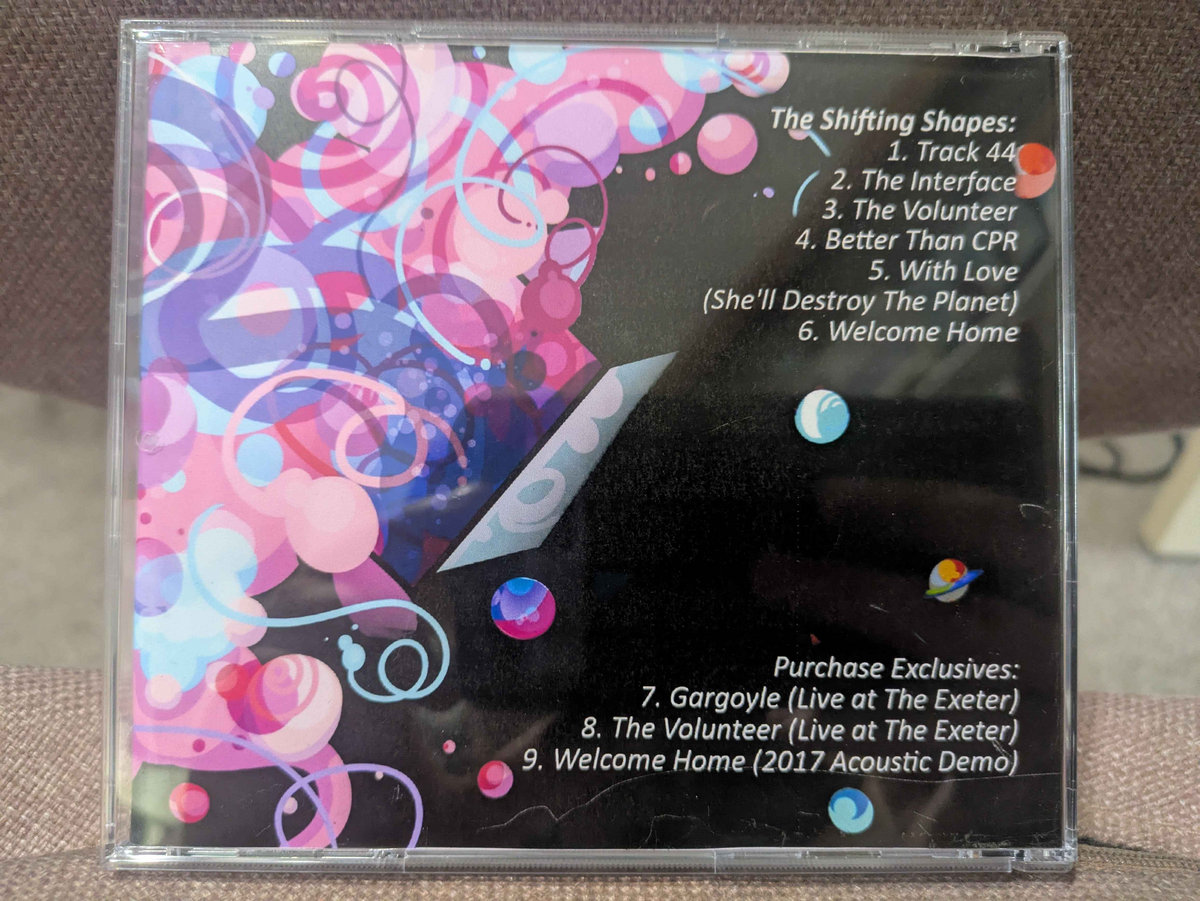 The Shifting Shapes:
1. Track 44
2. The Interface
3. The Volunteer
4. Better Than CPR
5. With Love
(She'll Destroy The Planet)
6. Welcome Home
Purchase Exclusives:
7. Gargoyle (Live at The Exeter)
8. The Volunteer (Live at The Exeter)
9. Welcome Home (2017 Acoustic Demo)